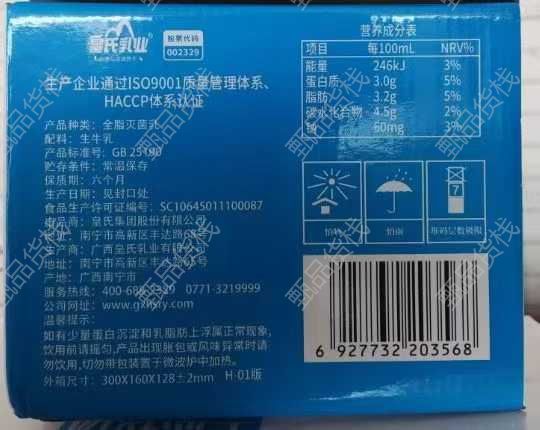 皇氏乳业
股票代码
002329
生产企业通过ISO9001质量管理体系、
HACCP体系认证
产品种类：全脂灭菌乳
配料：生牛乳
产品标准号：GB 25190
贮存条件：常温保存
保质期：六个月
生产日期：见封口处
食品生产许可证编号：SC10645011100087
出品商：皇氏集团股份有限公司
地址：南宁市高新区丰达路65号
生产商：广西皇氏乳业有限公司
地址：南宁市高新区丰达路65号
产地：广西南宁市
服务热线：0771-3219999
公司网址：
温馨提示：
如有少量蛋白沉淀和乳脂肪上浮属正常现象，
饮用前请摇匀，产品出现胀包或风味异常时请
勿饮用，切勿带包装置于微波炉中加热。
外箱尺寸：300X160X128±2mm H-01版
营养成分表
项目 每100mL NRV%
能量 246kJ 3%
蛋白质 3.0g 5%
脂肪 3.2g 5%
碳水化合物 4.5g 2%
钠 60mg 3%
怕晒
怕雨
7
堆码层数极限
6 927732 203568
甄品货栈